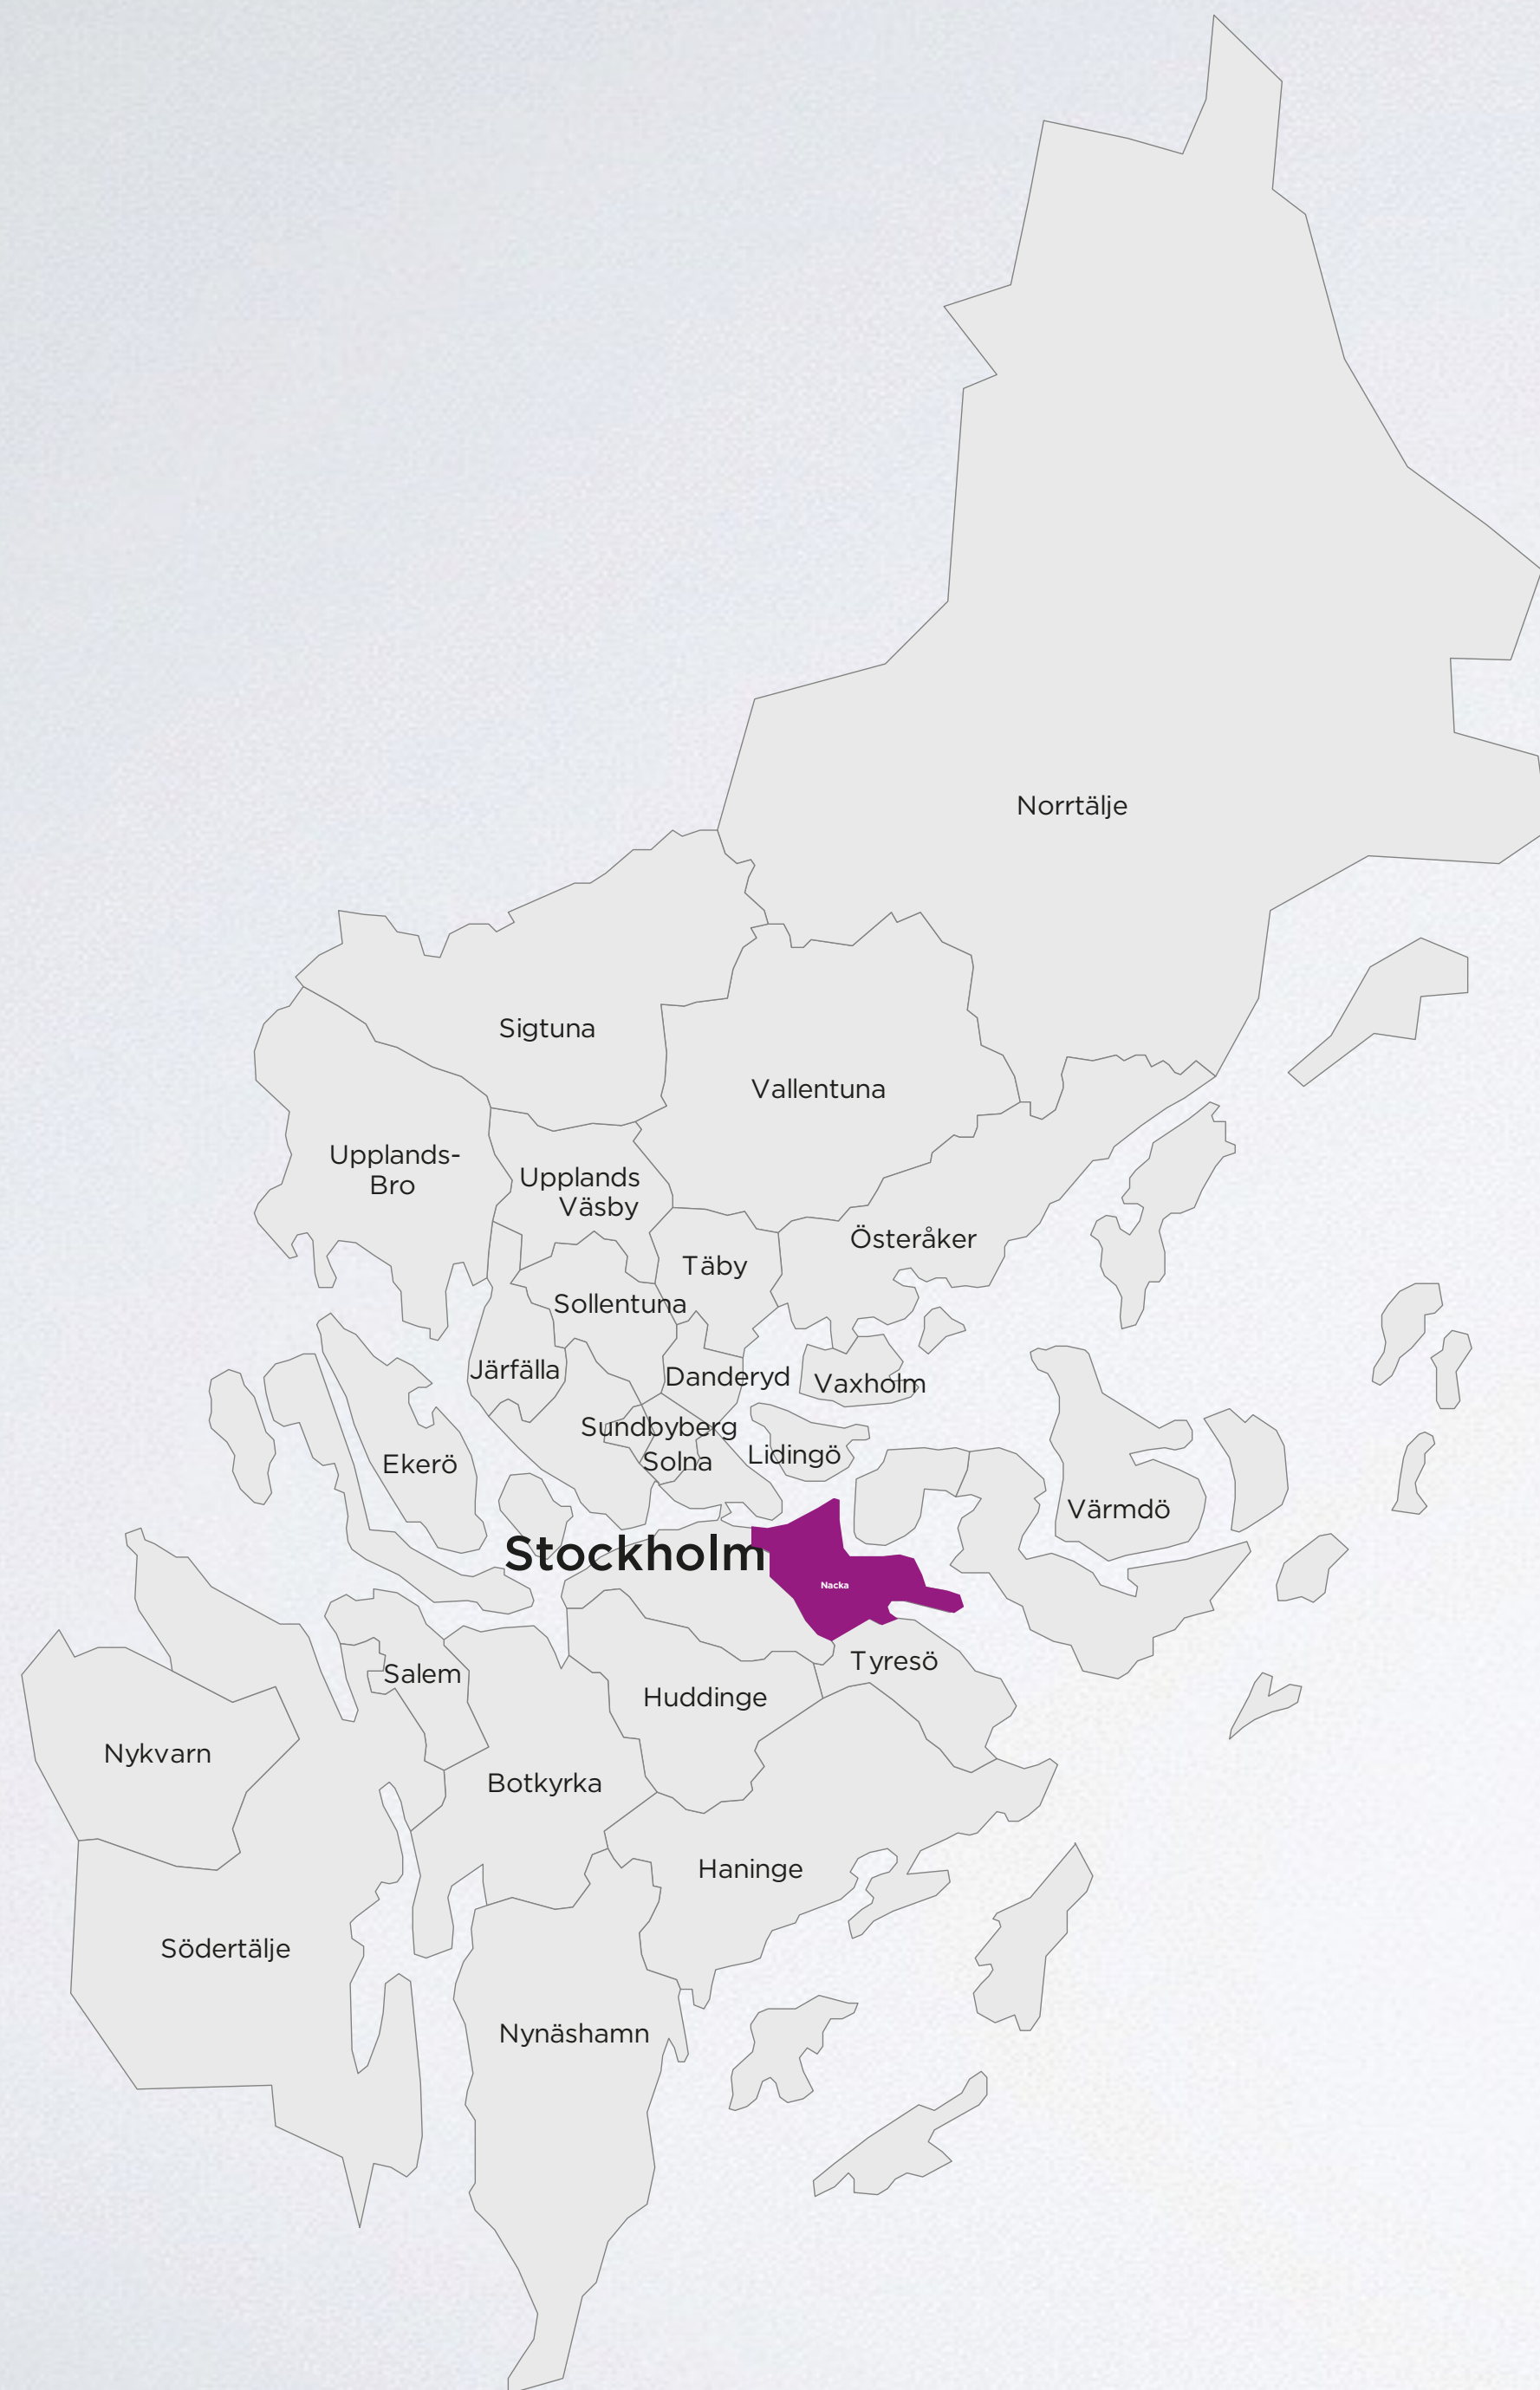 Norrtälje
Sigtuna
Vallentuna
Upplands-
Bro
Upplands
Väsby
Österåker
Täby
Sollentuna
Järfälla
Danderyd
Vaxholm
Sundbyberg
Lidingö
Solna
Ekerö
Värmdö
Stockholm
Nacka
Tyresö
Salem
Huddinge
Nykvarn
Botkyrka
Haninge
Södertälje
Nynäshamn